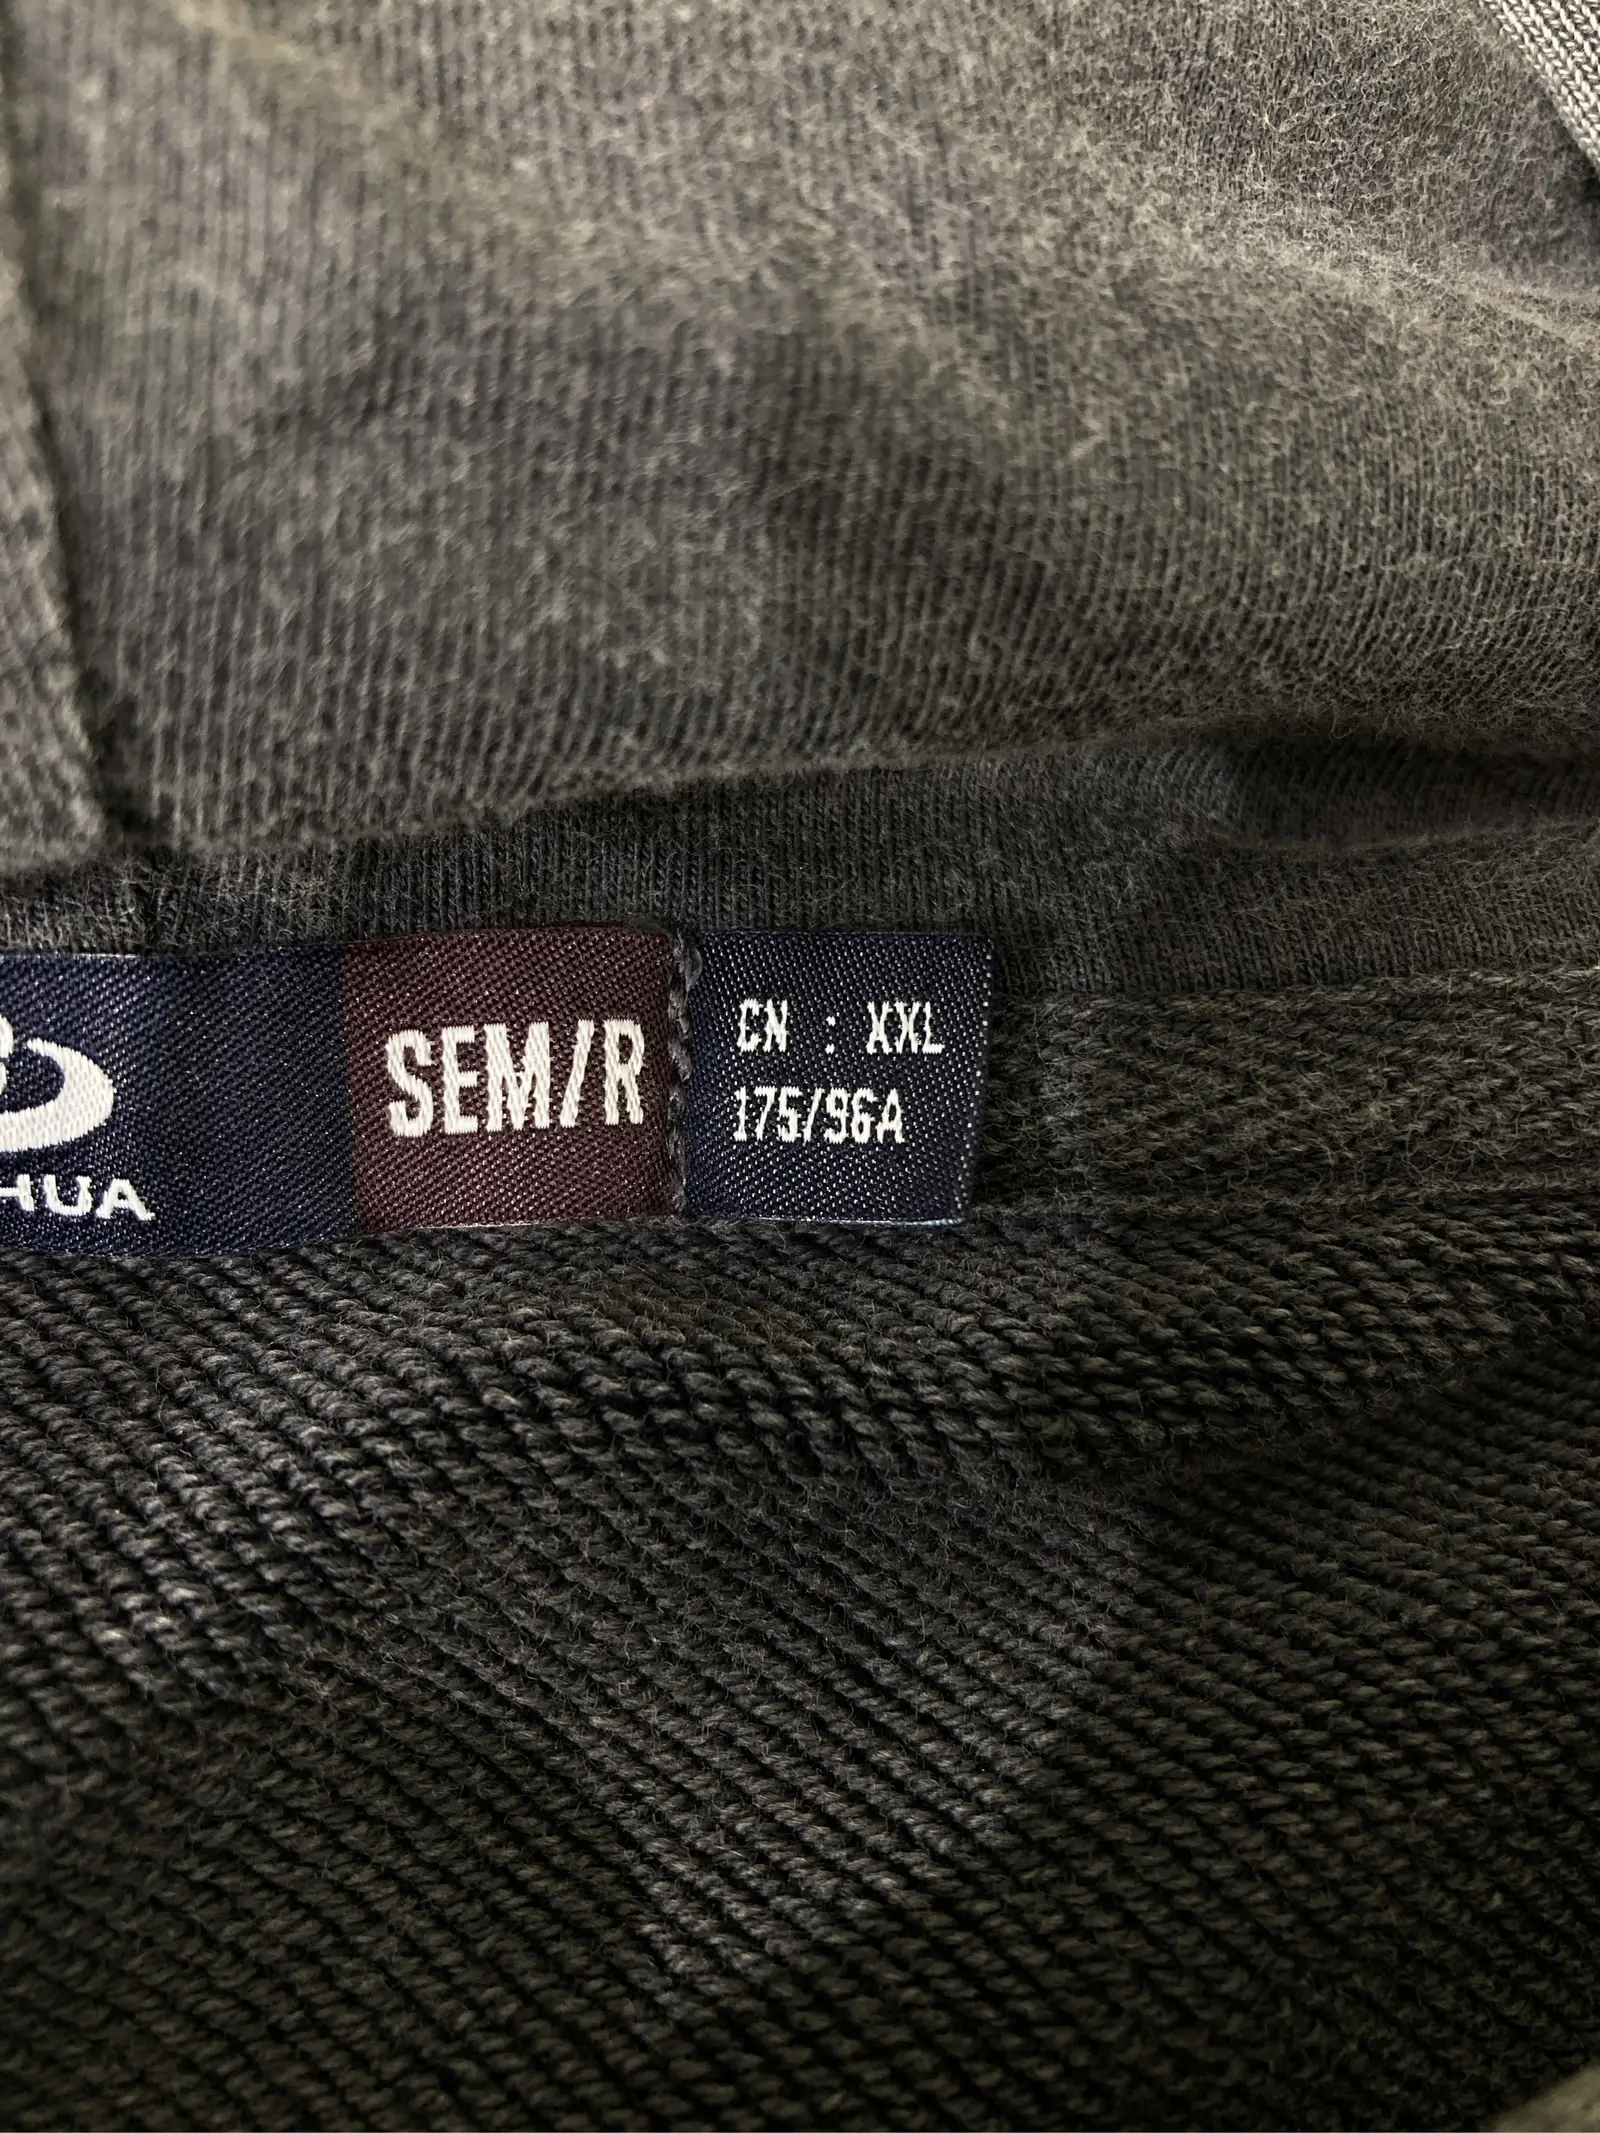 HUA
SEM/R
CN : XXL
175/96A